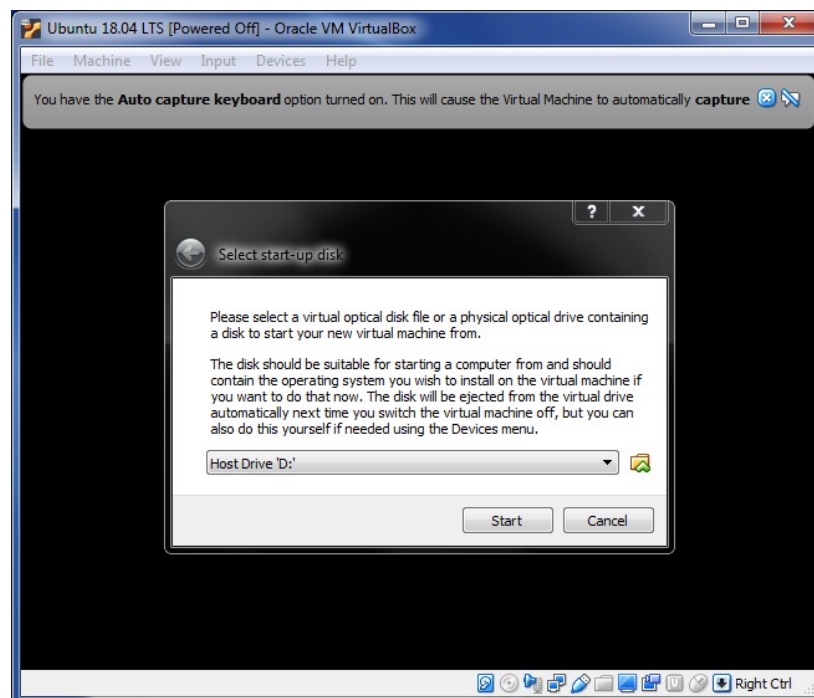 Ubuntu 18.04 LTS [Powered Off] - Oracle VM VirtualBox
File Machine View Input Devices Help
You have the Auto capture keyboard option turned on. This will cause the Virtual Machine to automatically capture
? X
Select start-up disk
Please select a virtual optical disk file or a physical optical drive containing
a disk to start your new virtual machine from.
The disk should be suitable for starting a computer from and should
contain the operating system you wish to install on the virtual machine if
you want to do that now. The disk will be ejected from the virtual drive
automatically next time you switch the virtual machine off, but you can
also do this yourself if needed using the Devices menu.
Host Drive 'D:'
Start Cancel
Right Ctrl